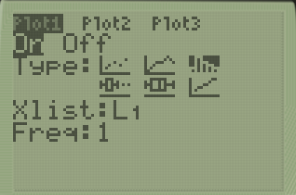 Plot1 Plot2 Plot3
On Off
Type:
Xlist:L₁
Freq:1